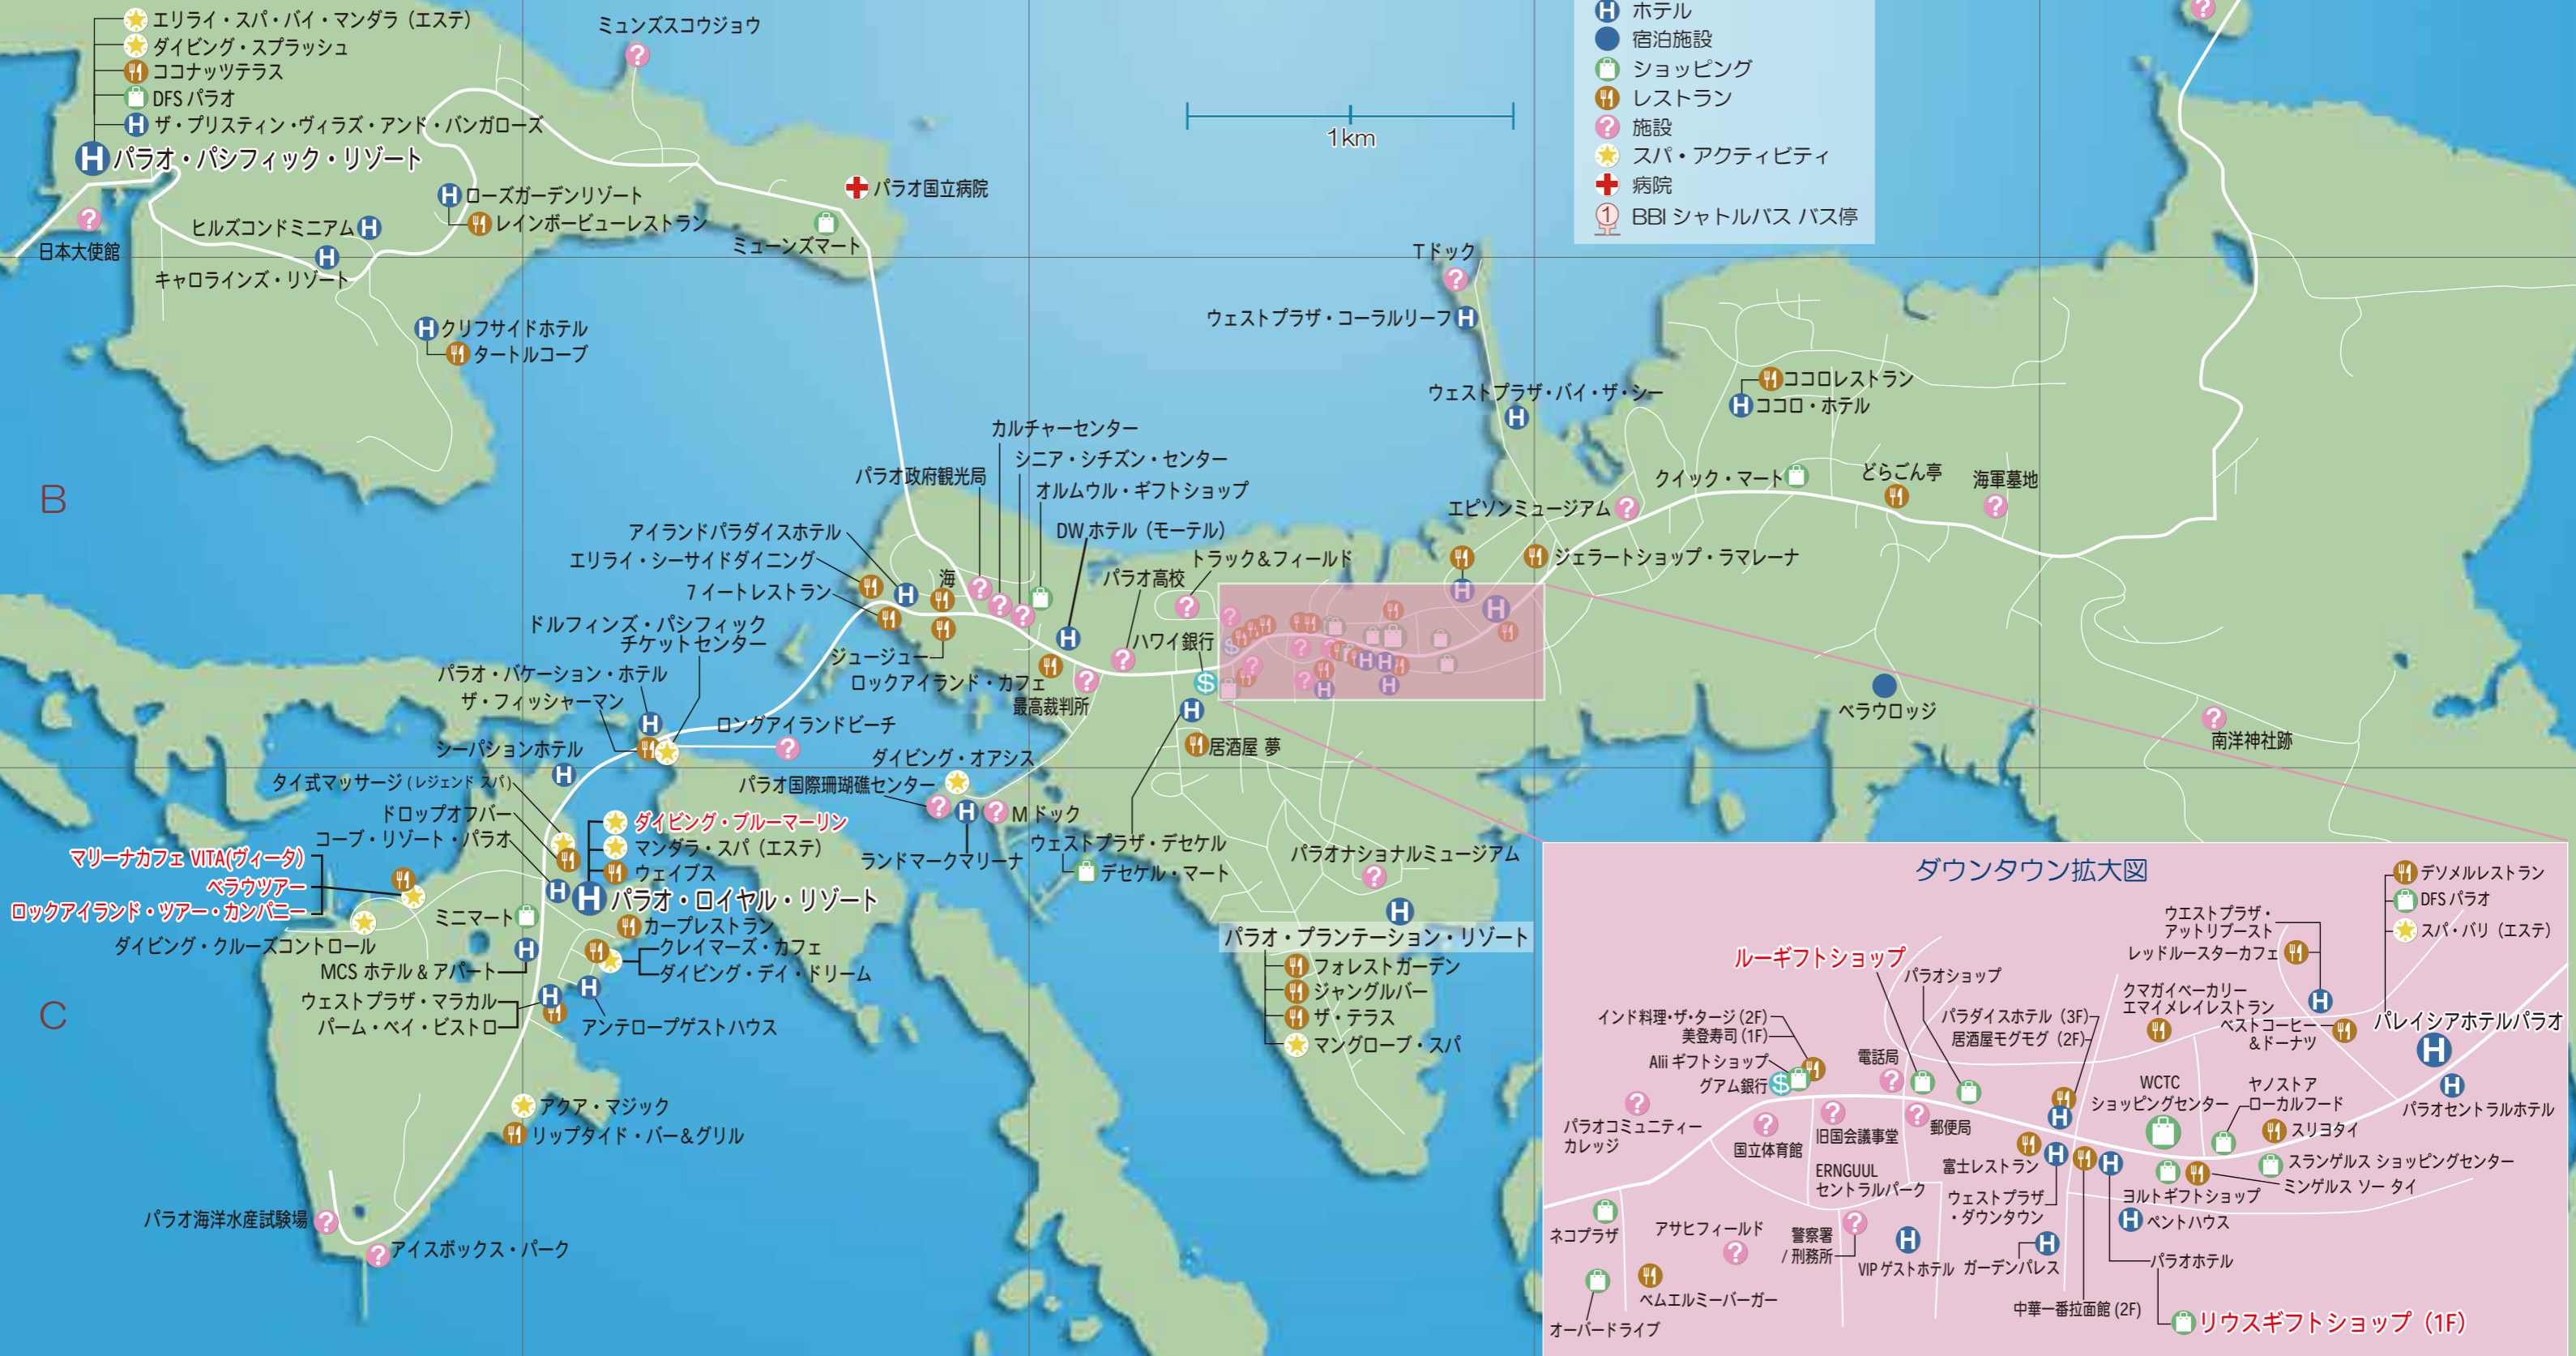 エリライ・スパ・バイ・マンダラ（エステ）
ダイビング・スプラッシュ
ココナッツテラス
DFS パラオ
ザ・プリスティン・ヴィラズ・アンド・バンガローズ
パラオ・パシフィック・リゾート
日本大使館
ミュンズスコウジョウ
ローズガーデンリゾート
レインボービューレストラン
ヒルズコンドミニアム
キャロラインズ・リゾート
クリフサイドホテル
タートルコーブ
パラオ国立病院
ミューンズマート
1km
ホテル
宿泊施設
ショッピング
レストラン
施設
スパ・アクティビティ
病院
1 BBI シャトルバス バス停
Tドック
ウェストプラザ・コーラルリーフ
ウェストプラザ・バイ・ザ・シー
ココロレストラン
ココロ・ホテル
クイック・マート
どらごん亭
海軍墓地
エピソンミュージアム
ジェラートショップ・ラマレーナ
B
カルチャーセンター
シニア・シチズン・センター
パラオ政府観光局
オルムウル・ギフトショップ
DW ホテル（モーテル）
アイランドパラダイスホテル
エリライ・シーサイドダイニング
7 イートレストラン
海
トラック＆フィールド
パラオ高校
ハワイ銀行
ドルフィンズ・パシフィック
チケットセンター
ジュージュー
ロックアイランド・カフェ
最高裁判所
パラオ・バケーション・ホテル
ザ・フィッシャーマン
ロングアイランドビーチ
シーパションホテル
居酒屋 夢
ベラウロッジ
南洋神社跡
タイ式マッサージ（レジェンド スパ）
ドロップオフバー
コーブ・リゾート・パラオ
ダイビング・オアシス
パラオ国際珊瑚礁センター
Mドック
ランドマークマリーナ
ウェストプラザ・デセケル
デセケル・マート
ダイビング・ブルーマーリン
マンダラ・スパ（エステ）
ウェイブス
パラオ・ロイヤル・リゾート
マリーナカフェ VITA(ヴィータ)
ベラウツアー
ロックアイランド・ツアー・カンパニー
ダイビング・クルーズコントロール
ミニマート
カープレストラン
クレイマーズ・カフェ
ダイビング・デイ・ドリーム
MCS ホテル & アパート
ウェストプラザ・マラカル
パーム・ベイ・ビストロ
アンテロープゲストハウス
C
アクア・マジック
リップタイド・バー＆グリル
パラオ海洋水産試験場
アイスボックス・パーク
パラオナショナルミュージアム
パラオ・プランテーション・リゾート
フォレストガーデン
ジャングルバー
ザ・テラス
マングローブ・スパ
ダウンタウン拡大図
デソメルレストラン
DFS パラオ
スパ・バリ（エステ）
ウエストプラザ・
アットリブースト
レッドルースターカフェ
ルーギフトショップ
パラオショップ
クマガイベーカリー
エマイメレイレストラン
ベストコーヒー
&ドーナツ
パレイシアホテルパラオ
パラオセントラルホテル
インド料理・ザ・タージ (2F)
美登寿司 (1F)
Alii ギフトショップ
グアム銀行
電話局
パラダイスホテル（3F)
居酒屋モグモグ（2F)
WCTC
ショッピングセンター
ヤノストア
ローカルフード
スリヨタイ
パラオコミュニティー
カレッジ
国立体育館
旧国会議事堂
郵便局
富士レストラン
スランゲルス ショッピングセンター
ミンゲルス ソー タイ
ERNGUUL
セントラルパーク
ウェストプラザ
・ダウンタウン
ヨルトギフトショップ
ペントハウス
ネコプラザ
アサヒフィールド
警察署
/ 刑務所
VIP ゲストホテル
ガーデンパレス
パラオホテル
ベムエルミーバーガー
オーバードライブ
中華一番拉面館 (2F)
リウスギフトショップ（1F）